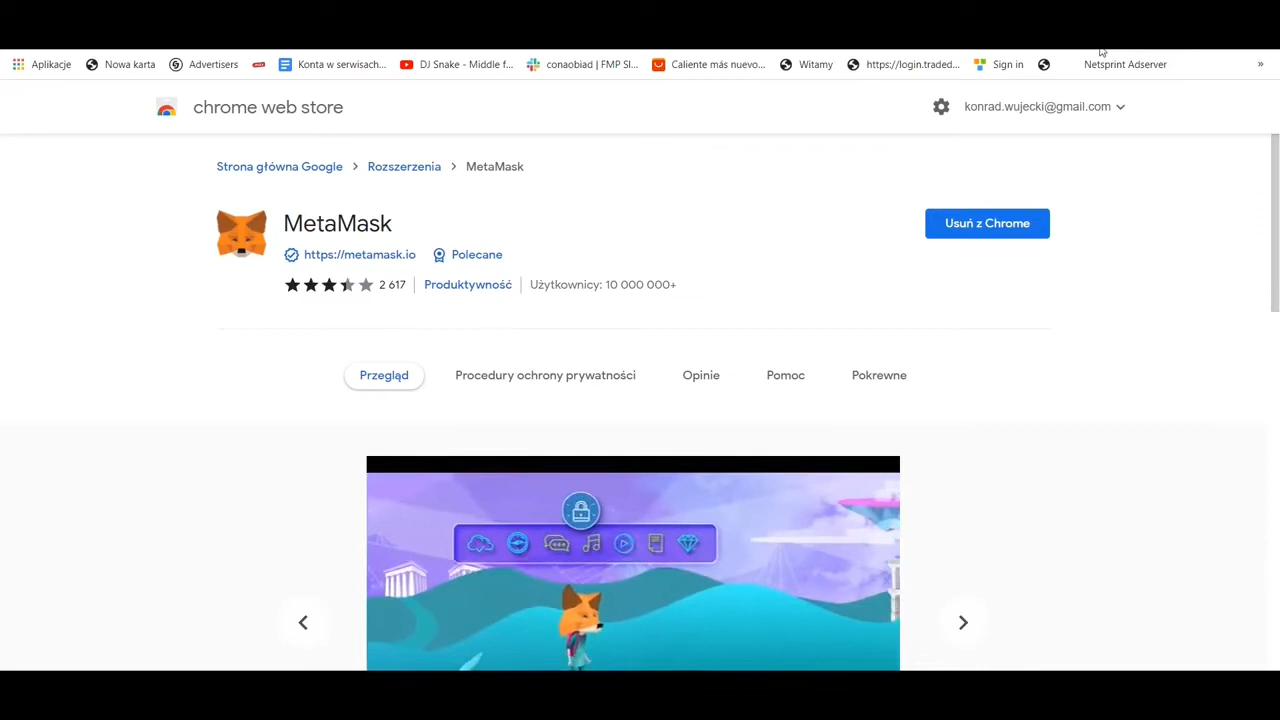 Aplikacje Nowa karta Advertisers Konta w serwisach... DJ Snake - Middle f... conaobiad | FMP Sl... Caliente más nuevo... Witamy https://login.traded... Sign in Netsprint Adserver »
chrome web store konrad.wujecki@gmail.com
Strona główna Google > Rozszerzenia > MetaMask
MetaMask Usuń z Chrome
https://metamask.io Polecane
2 617 Produktywność Użytkownicy: 10 000 000+
Przegląd Procedury ochrony prywatności Opinie Pomoc Pokrewne